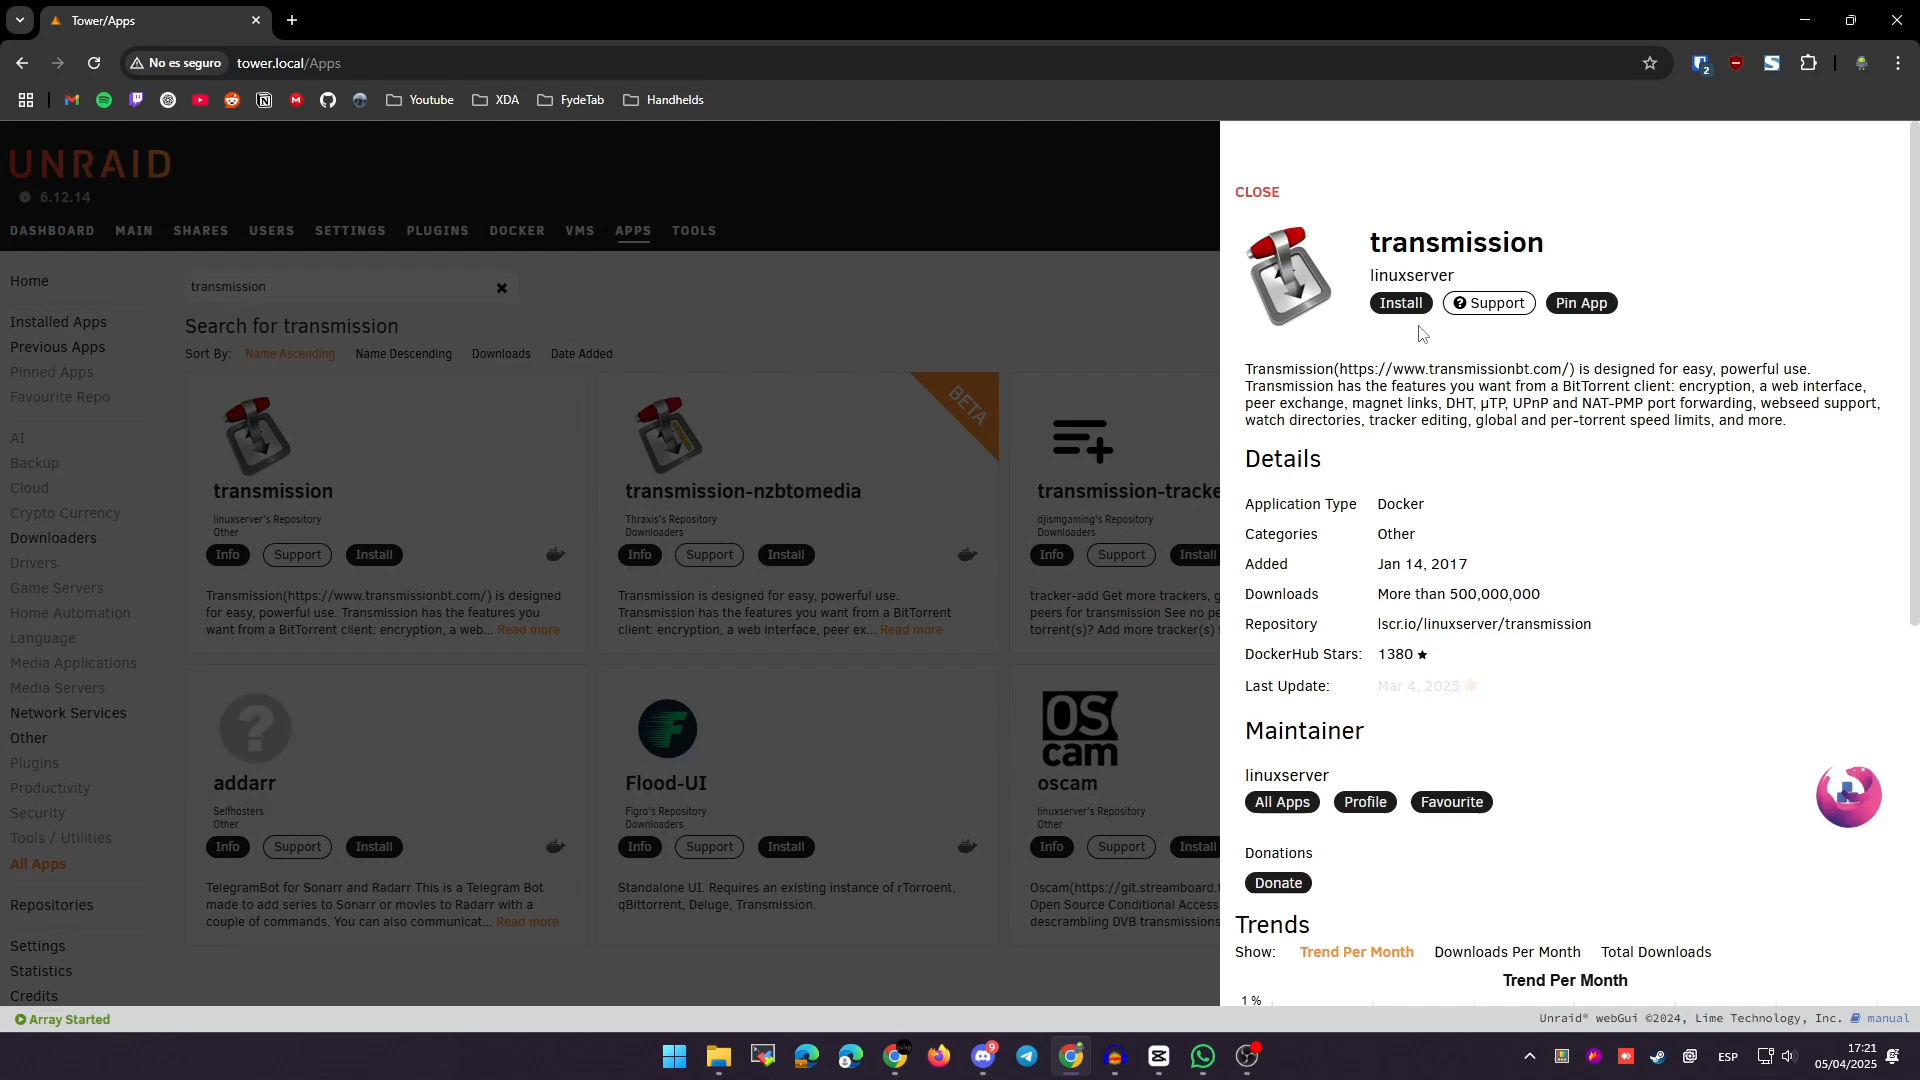 Tower/Apps
No es seguro tower.local/Apps
2
Youtube XDA FydeTab Handhelds
UNRAID
6.12.14
DASHBOARD MAIN SHARES USERS SETTINGS PLUGINS DOCKER VMS APPS TOOLS
Home
Installed Apps
Previous Apps
Pinned Apps
Favourite Repo
AI
Backup
Cloud
Crypto Currency
Downloaders
Drivers
Game Servers
Home Automation
Language
Media Applications
Media Servers
Network Services
Other
Plugins
Productivity
Security
Tools / Utilities
All Apps
Repositories
Settings
Statistics
Credits
transmission
Search for transmission
Sort By: Name Ascending Name Descending Downloads Date Added
transmission
linuxserver's Repository
Other
Info Support Install
Transmission(https://www.transmissionbt.com/) is designed
for easy, powerful use. Transmission has the features you
want from a BitTorrent client: encryption, a web... Read more
BETA
transmission-nzbtomedia
Thraxis's Repository
Downloaders
Info Support Install
Transmission is designed for easy, powerful use.
Transmission has the features you want from a BitTorrent
client: encryption, a web interface, peer ex... Read more
transmission-tracke
djismgaming's Repository
Downloaders
Info Support Install
tracker-add Get more trackers, g
peers for transmission See no pe
torrent(s)? Add more tracker(s)
?
addarr
Selfhosters
Other
Info Support Install
TelegramBot for Sonarr and Radarr This is a Telegram Bot
made to add series to Sonarr or movies to Radarr with a
couple of commands. You can also communicat... Read more
Flood-UI
Figro's Repository
Downloaders
Info Support Install
Standalone UI. Requires an existing instance of rTorroent,
qBittorrent, Deluge, Transmission.
OS
cam
oscam
linuxserver's Repository
Other
Info Support Install
Oscam(https://git.streamboard.t
Open Source Conditional Access
descrambling DVB transmissions
CLOSE
transmission
linuxserver
Install Support Pin App
Transmission(https://www.transmissionbt.com/) is designed for easy, powerful use.
Transmission has the features you want from a BitTorrent client: encryption, a web interface,
peer exchange, magnet links, DHT, µTP, UPnP and NAT-PMP port forwarding, webseed support,
watch directories, tracker editing, global and per-torrent speed limits, and more.
Details
Application Type Docker
Categories Other
Added Jan 14, 2017
Downloads More than 500,000,000
Repository lscr.io/linuxserver/transmission
DockerHub Stars: 1380 ★
Last Update: Mar 4, 2025
Maintainer
linuxserver
All Apps Profile Favourite
Donations
Donate
Trends
Show: Trend Per Month Downloads Per Month Total Downloads
Trend Per Month
1 %
Array Started
Unraid® webGui ©2024, Lime Technology, Inc. manual
9
ESP
17:21
05/04/2025